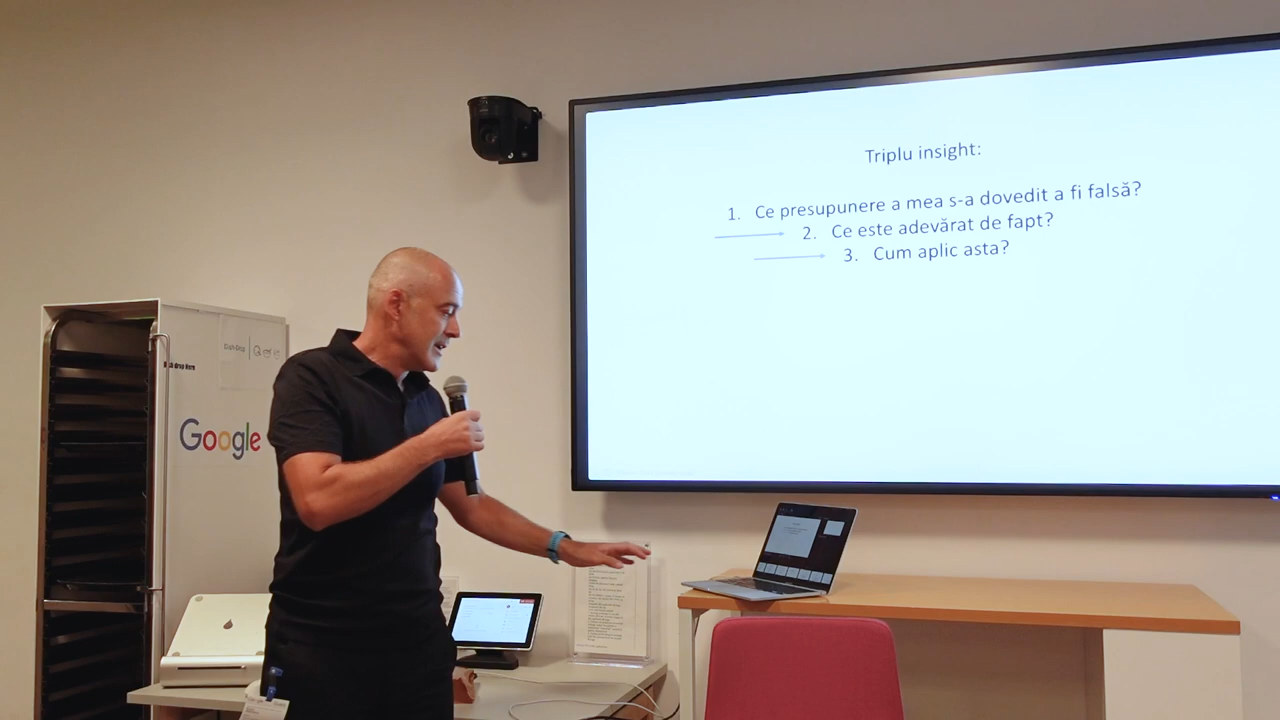 Triplu insight:
1. Ce presupunere a mea s-a dovedit a fi falsă?
2. Ce este adevărat de fapt?
3. Cum aplic asta?
Google